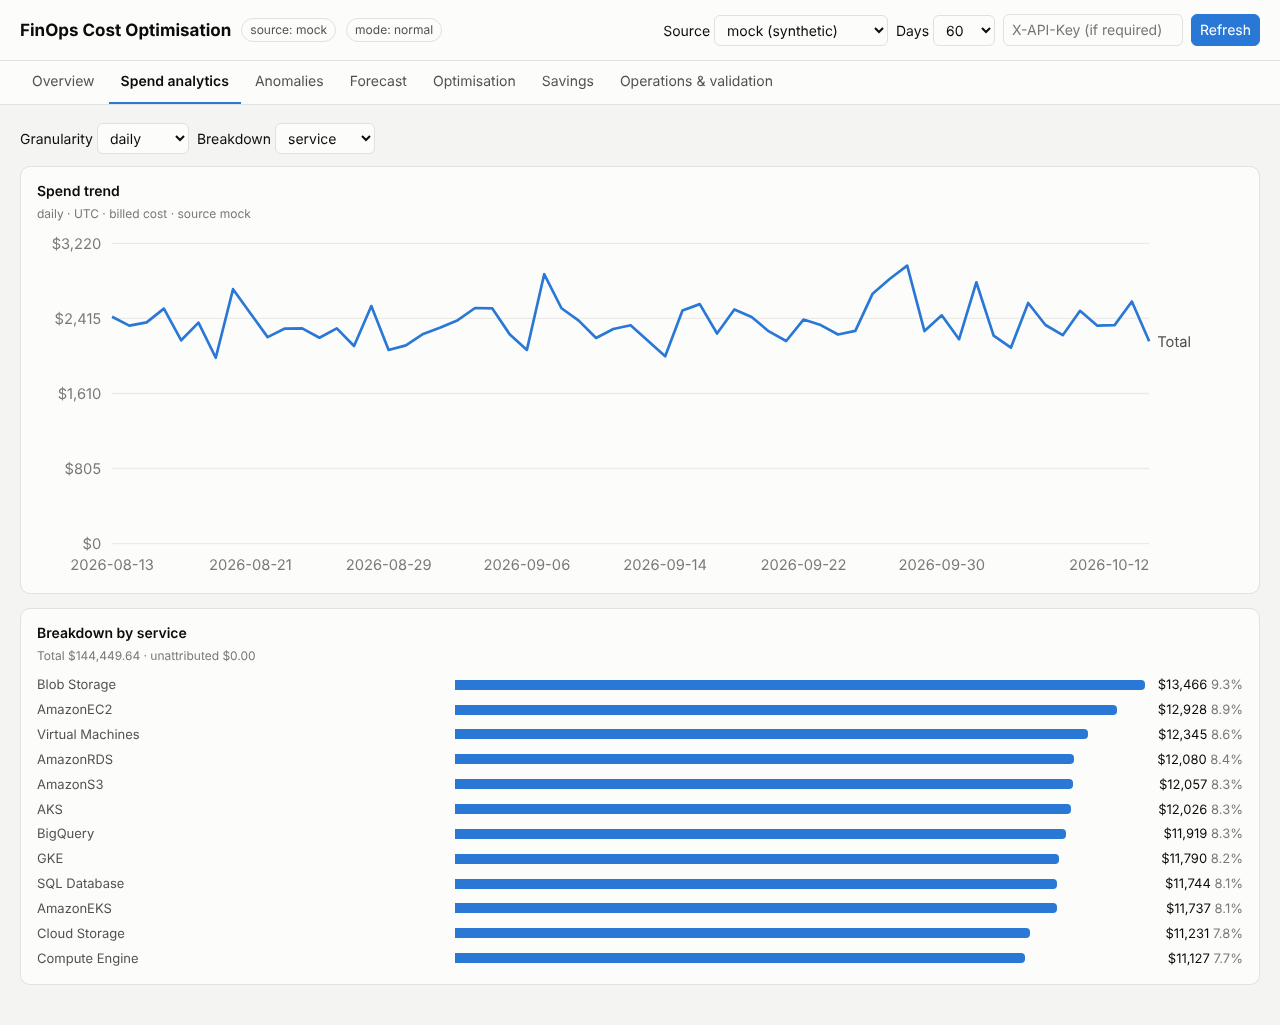 FinOps Cost Optimisation source: mock mode: normal Source mock (synthetic) Days 60 X-API-Key (if required) Refresh
Overview Spend analytics Anomalies Forecast Optimisation Savings Operations & validation
Granularity daily Breakdown service
Spend trend
daily · UTC · billed cost · source mock
$3,220
$2,415
Total
$1,610
$805
$0
2026-08-13 2026-08-21 2026-08-29 2026-09-06 2026-09-14 2026-09-22 2026-09-30 2026-10-12
Breakdown by service
Total $144,449.64 · unattributed $0.00
Blob Storage $13,466 9.3%
AmazonEC2 $12,928 8.9%
Virtual Machines $12,345 8.6%
AmazonRDS $12,080 8.4%
AmazonS3 $12,057 8.3%
AKS $12,026 8.3%
BigQuery $11,919 8.3%
GKE $11,790 8.2%
SQL Database $11,744 8.1%
AmazonEKS $11,737 8.1%
Cloud Storage $11,231 7.8%
Compute Engine $11,127 7.7%